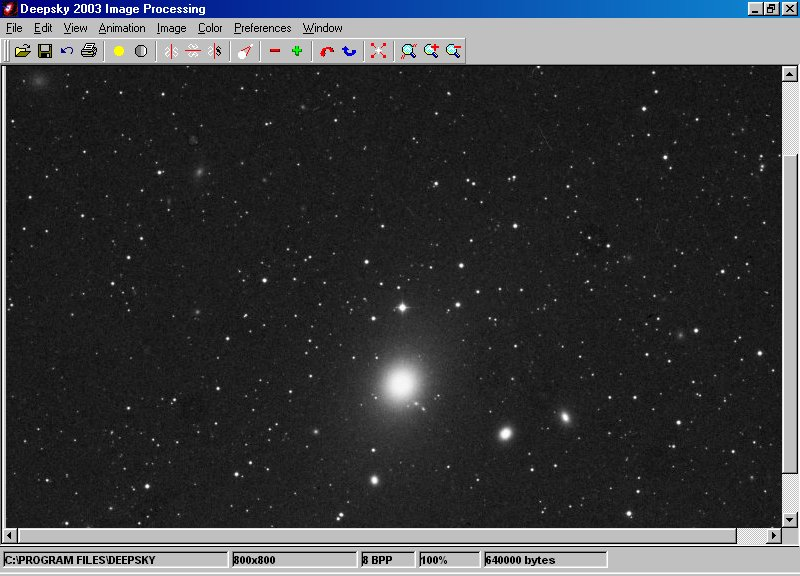 Deepsky 2003 Image Processing
File Edit View Animation Image Color Preferences Window
C:\PROGRAM FILES\DEEPSKY 800x800 8 BPP 100% 640000 bytes